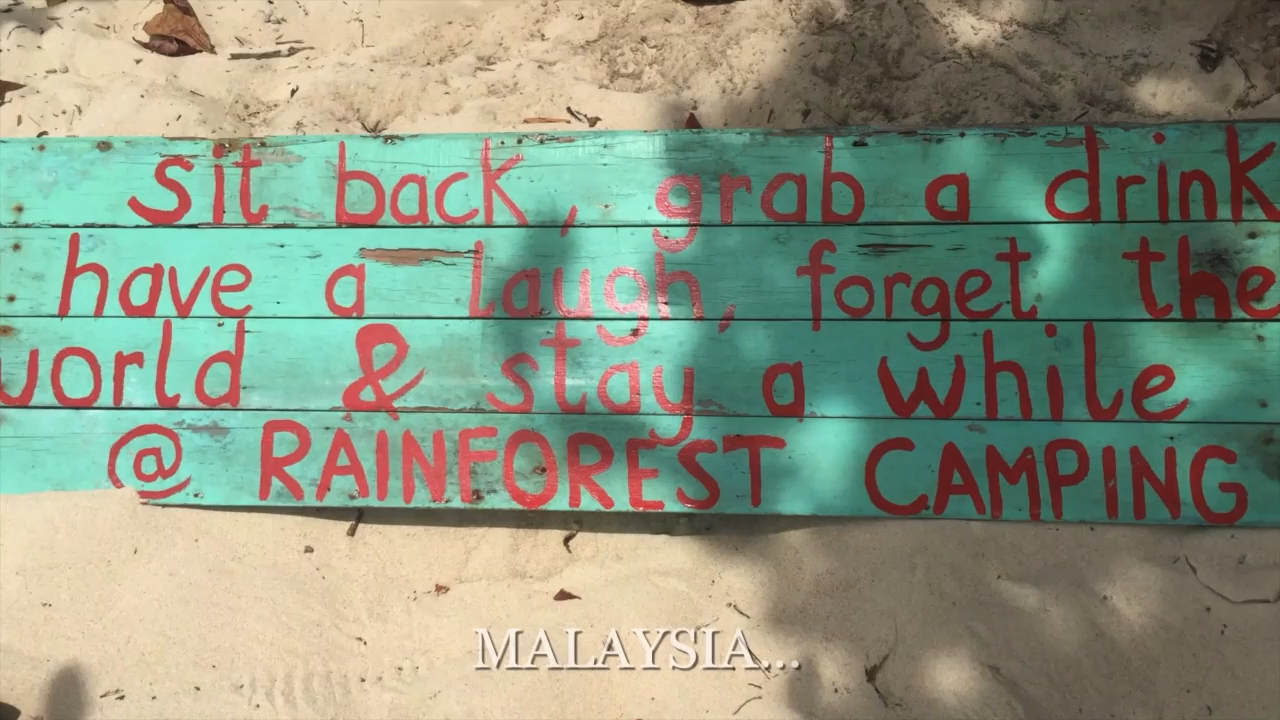 sit back, grab a drink
have a laugh, forget the
world & stay a while
@ RAINFOREST CAMPING
MALAYSIA...